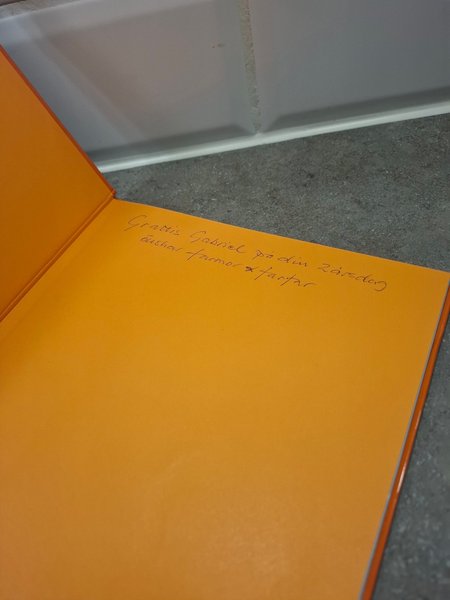 Grattis Gabriel på din 2årsdag
önskar farmor & farfar